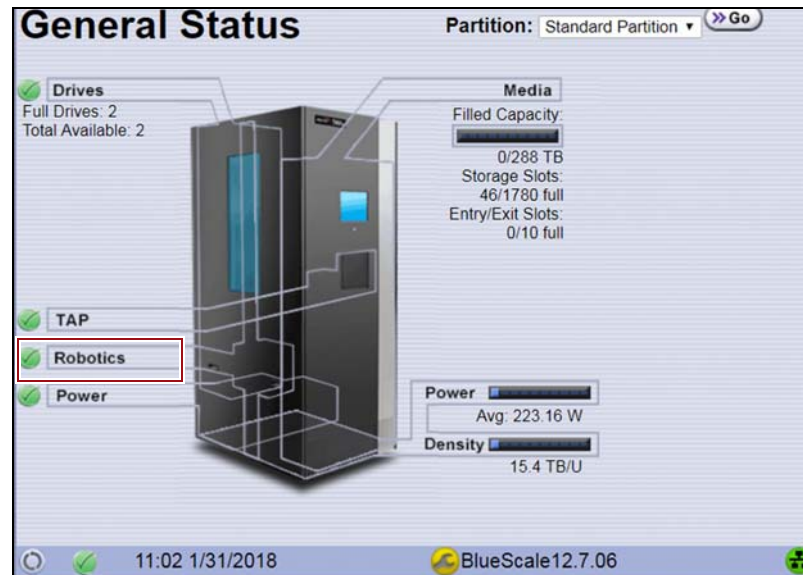 General Status
Partition: Standard Partition Go
Drives
Full Drives: 2
Total Available: 2
Media
Filled Capacity:
0/288 TB
Storage Slots:
46/1780 full
Entry/Exit Slots:
0/10 full
TAP
Robotics
Power
Power
Avg: 223.16 W
Density
15.4 TB/U
11:02 1/31/2018
BlueScale12.7.06